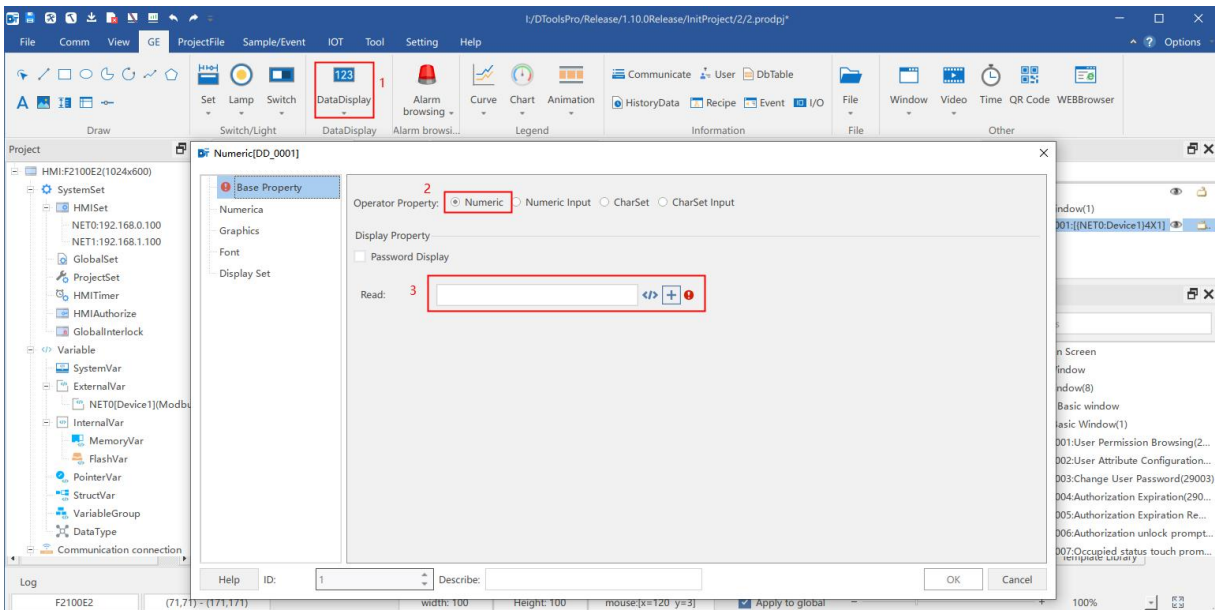 I:/DToolsPro/Release/1.10.0Release/InitProject/2/2.prodpj*
File Comm View GE ProjectFile Sample/Event IOT Tool Setting Help Options
123 1
Set Lamp Switch DataDisplay Alarm browsing Curve Chart Animation
Communicate User DbTable
HistoryData Recipe Event I/O
File Window Video Time QR Code WEBBrowser
Draw Switch/Light DataDisplay Alarm browsi... Legend Information File Other
Project
Numeric[DD_0001]
HMI:F2100E2(1024x600)
SystemSet
HMISet
NET0:192.168.0.100
NET1:192.168.1.100
GlobalSet
ProjectSet
HMITimer
HMIAuthorize
GlobalInterlock
Variable
SystemVar
ExternalVar
NET0[Device1](Modbu
InternalVar
MemoryVar
FlashVar
PointerVar
StructVar
VariableGroup
DataType
Communication connection
Base Property
Numerica
Graphics
Font
Display Set
2
Operator Property: Numeric Numeric Input CharSet CharSet Input
Display Property
Password Display
Read: 3
indow(1)
001:[(NET0:Device1)4X1]
s
n Screen
indow
ndow(8)
Basic window
asic Window(1)
001:User Permission Browsing(2...
002:User Attribute Configuration...
003:Change User Password(29003)
004:Authorization Expiration(290...
005:Authorization Expiration Re...
006:Authorization unlock prompt...
007:Occupied status touch prom...
Template Library
Help ID: 1 Describe: OK Cancel
Log
F2100E2 (71,71) - (171,171) width: 100 Height: 100 mouse:[x=120 y=3] Apply to global 100%